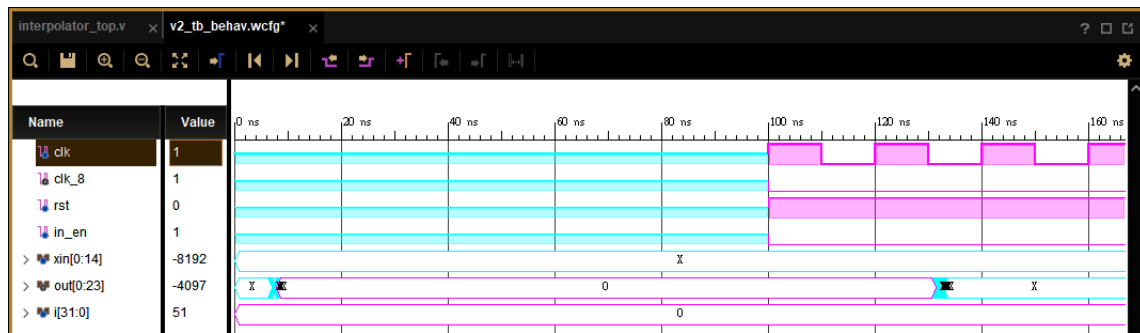 interpolator_top.v × v2_tb_behav.wcfg* × ?
Name Value 0 ns 20 ns 40 ns 60 ns 80 ns 100 ns 120 ns 140 ns 160 ns
clk 1
clk_8 1
rst 0
in_en 1
> xin[0:14] -8192 X
> out[0:23] -4097 X 0 X
> i[31:0] 51 0